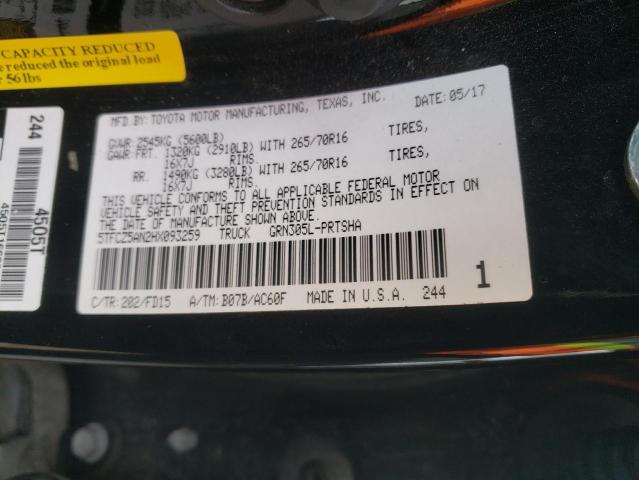 CAPACITY REDUCED
e reduced the original load
r 56 lbs
244
4505T
MFD.BY: TOYOTA MOTOR MANUFACTURING, TEXAS, INC. DATE: 05/17
GVWR 2545KG (5600LB)
GAWR:FRT. 1320KG (2910LB) WITH 265/70R16 TIRES,
16X7J RIMS.
RR. 1490KG (3280LB) WITH 265/70R16 TIRES,
16X7J RIMS.
THIS VEHICLE CONFORMS TO ALL APPLICABLE FEDERAL MOTOR
VEHICLE SAFETY AND THEFT PREVENTION STANDARDS IN EFFECT ON
THE DATE OF MANUFACTURE SHOWN ABOVE.
5TFCZ5AN2HX093259 TRUCK GRN305L-PRTSHA
C/TR: 202/FD15 A/TM: B07B/AC60F MADE IN U.S.A. 244
1